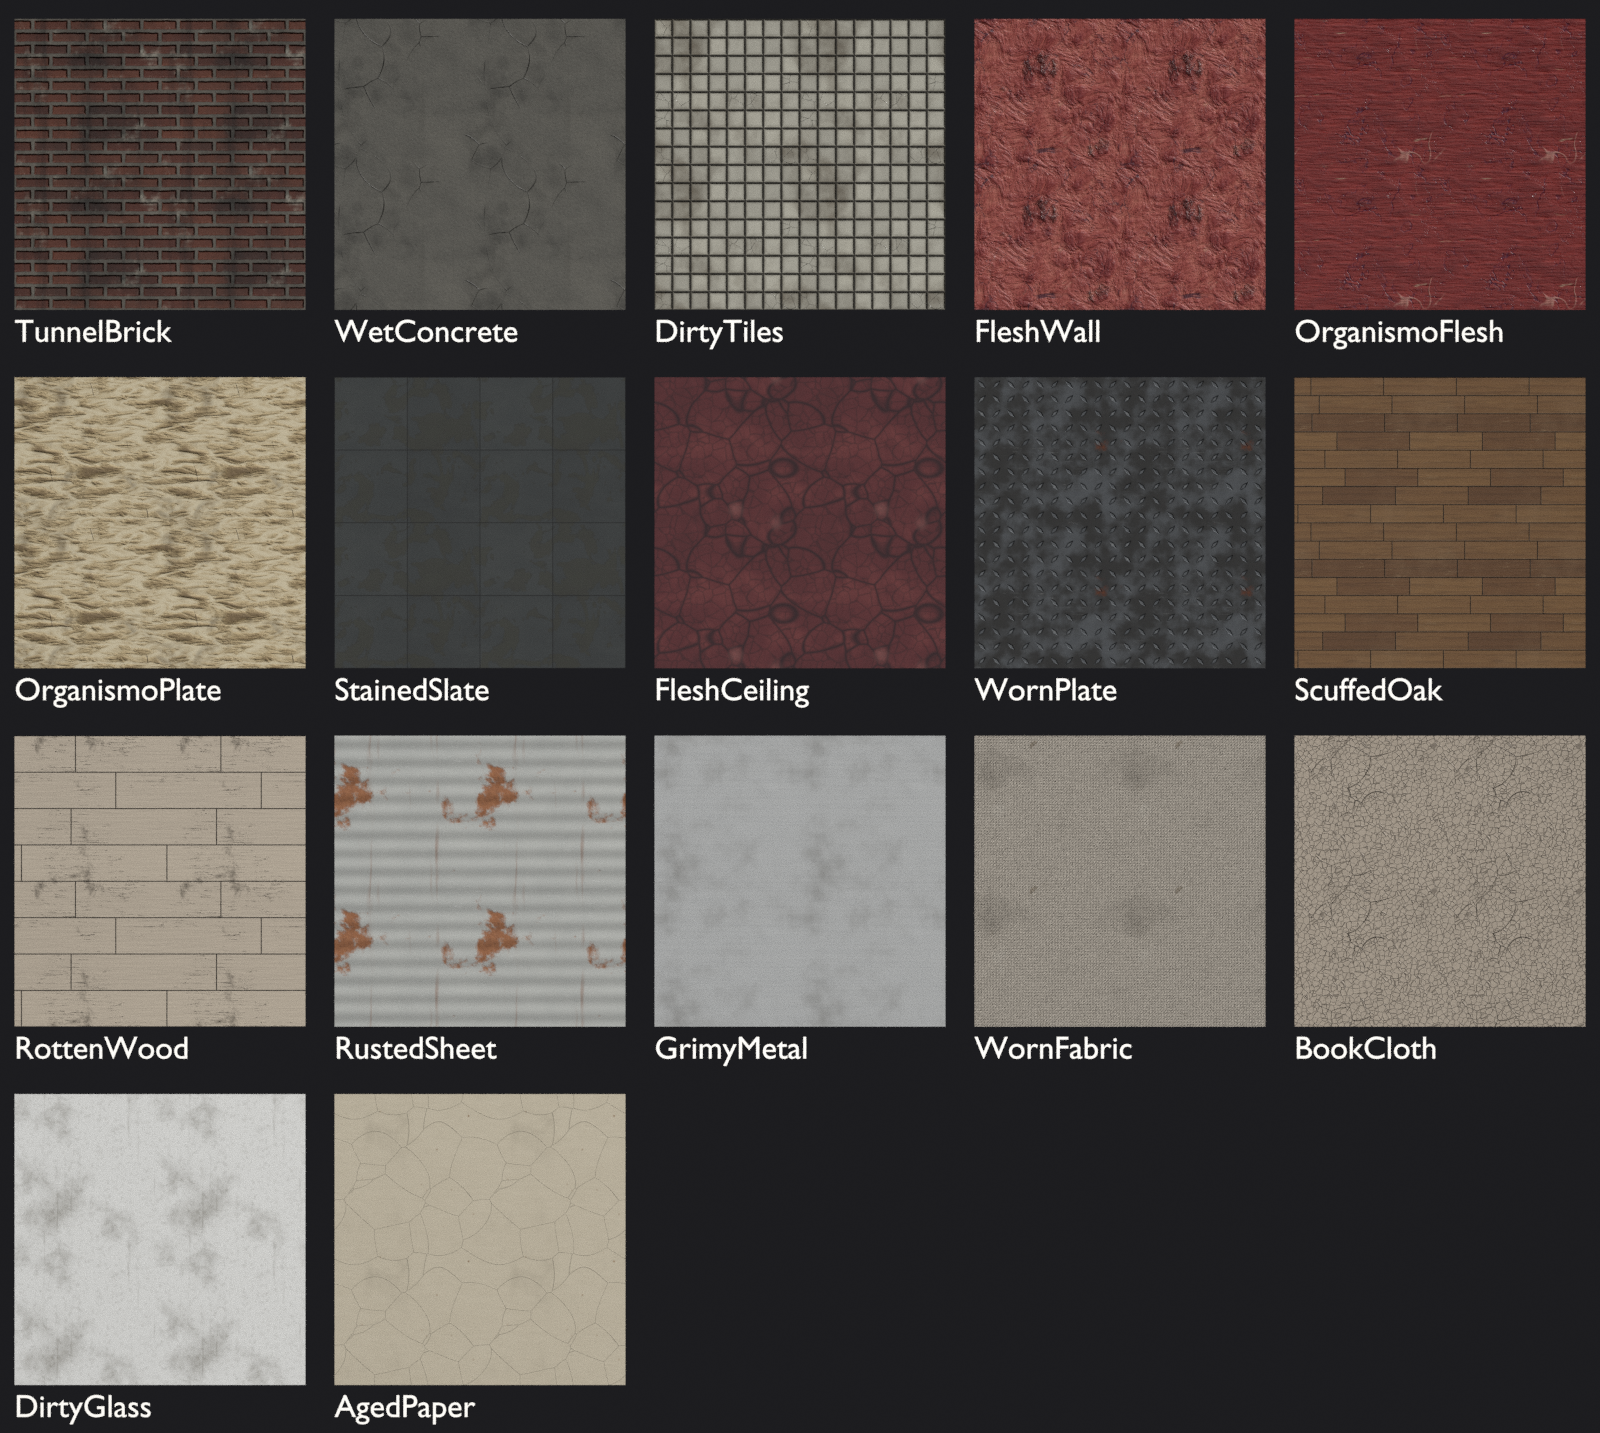 TunnelBrick
WetConcrete
DirtyTiles
FleshWall
OrganismoFlesh
OrganismoPlate
StainedSlate
FleshCeiling
WornPlate
ScuffedOak
RottenWood
RustedSheet
GrimyMetal
WornFabric
BookCloth
DirtyGlass
AgedPaper